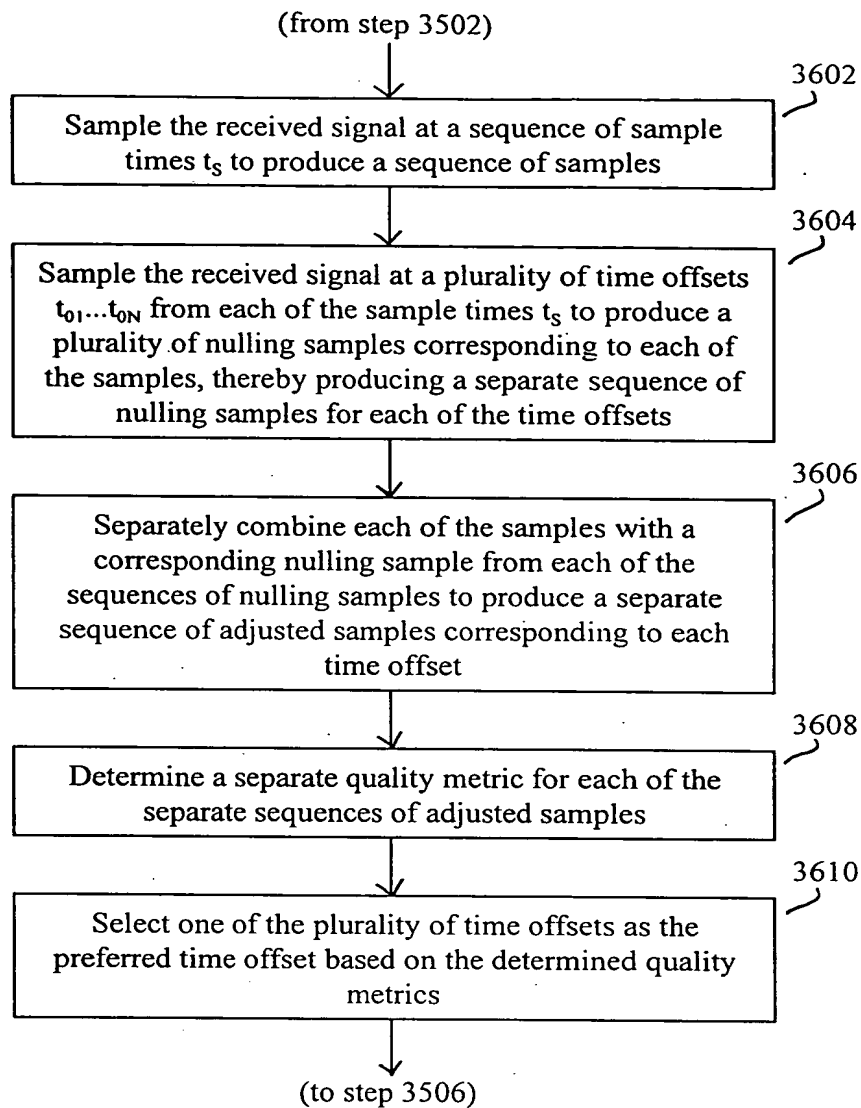 (from step 3502)
3602
Sample the received signal at a sequence of sample
times tS to produce a sequence of samples
3604
Sample the received signal at a plurality of time offsets
t01...t0N from each of the sample times tS to produce a
plurality of nulling samples corresponding to each of
the samples, thereby producing a separate sequence of
nulling samples for each of the time offsets
3606
Separately combine each of the samples with a
corresponding nulling sample from each of the
sequences of nulling samples to produce a separate
sequence of adjusted samples corresponding to each
time offset
3608
Determine a separate quality metric for each of the
separate sequences of adjusted samples
3610
Select one of the plurality of time offsets as the
preferred time offset based on the determined quality
metrics
(to step 3506)